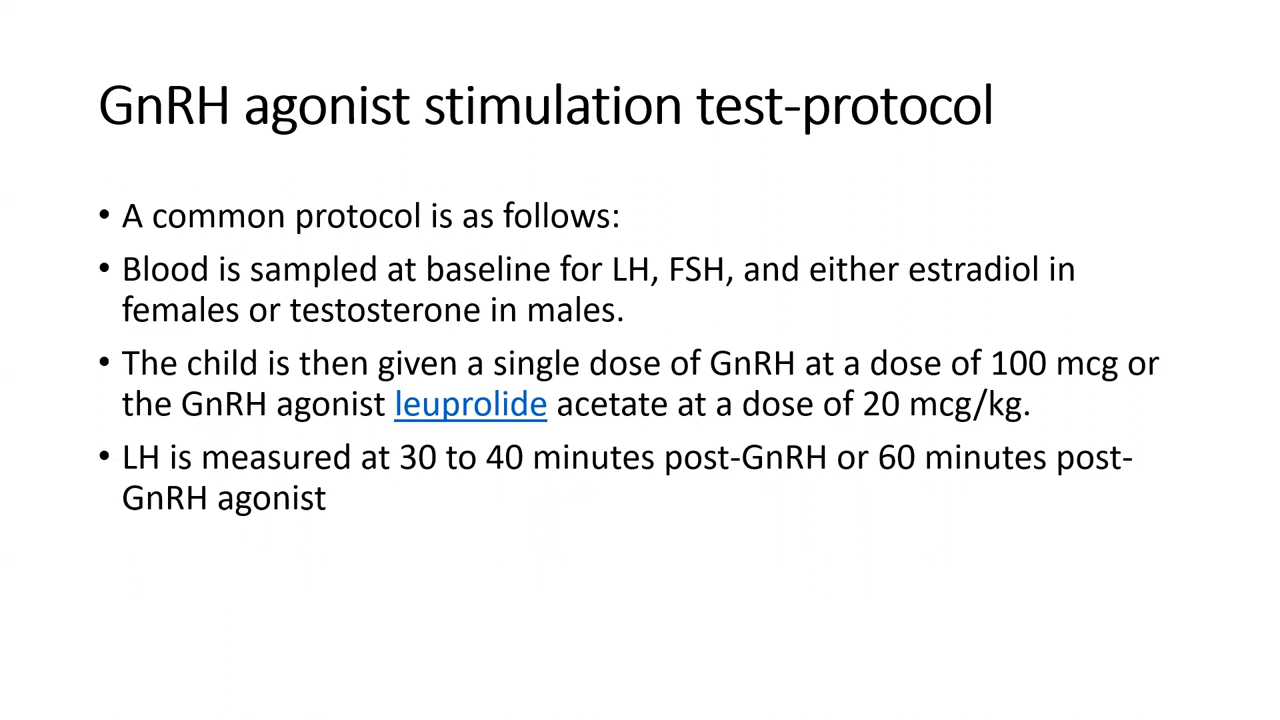 GnRH agonist stimulation test-protocol
• A common protocol is as follows:
• Blood is sampled at baseline for LH, FSH, and either estradiol in
females or testosterone in males.
• The child is then given a single dose of GnRH at a dose of 100 mcg or
the GnRH agonist leuprolide acetate at a dose of 20 mcg/kg.
• LH is measured at 30 to 40 minutes post-GnRH or 60 minutes post-
GnRH agonist